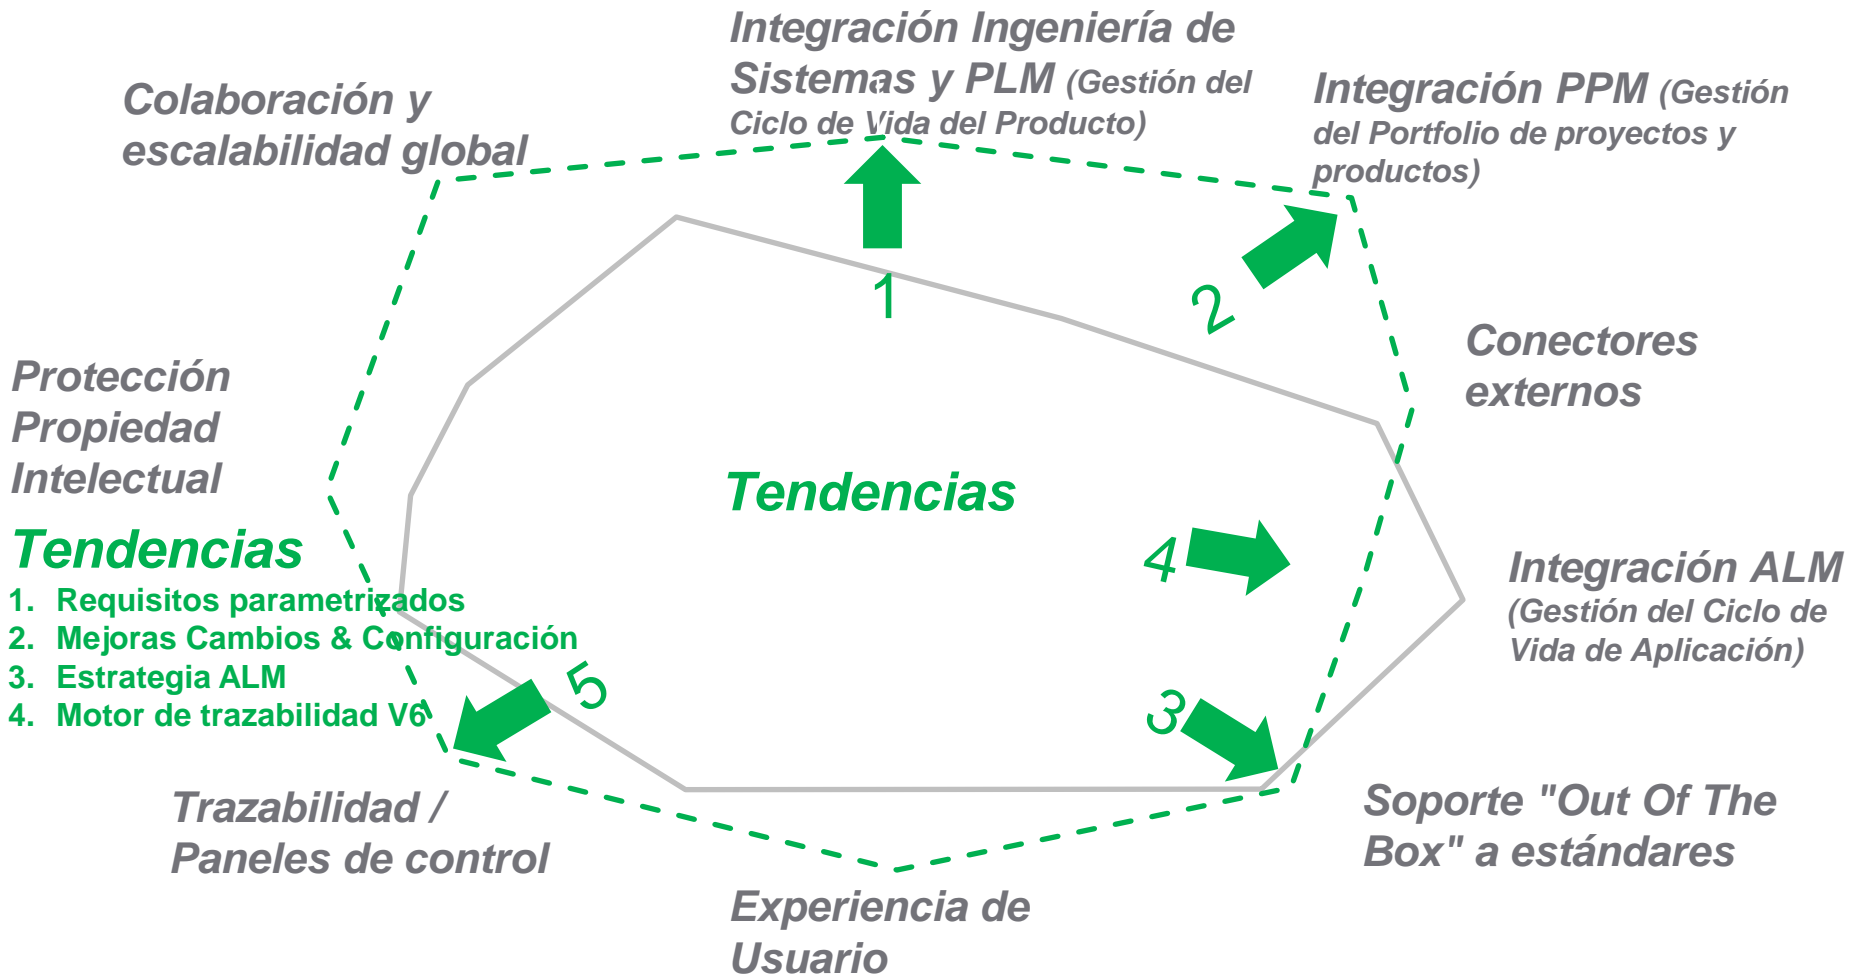 Integración Ingeniería de
Sistemas y PLM (Gestión del
Ciclo de Vida del Producto)
Colaboración y
escalabilidad global
Integración PPM (Gestión
del Portfolio de proyectos y
productos)
1
2
Conectores
externos
Protección
Propiedad
Intelectual
Tendencias
Tendencias
1. Requisitos parametrizados
2. Mejoras Cambios & Configuración
3. Estrategia ALM
4. Motor de trazabilidad V6
4
Integración ALM
(Gestión del Ciclo de
Vida de Aplicación)
5
3
Trazabilidad /
Paneles de control
Soporte "Out Of The
Box" a estándares
Experiencia de
Usuario